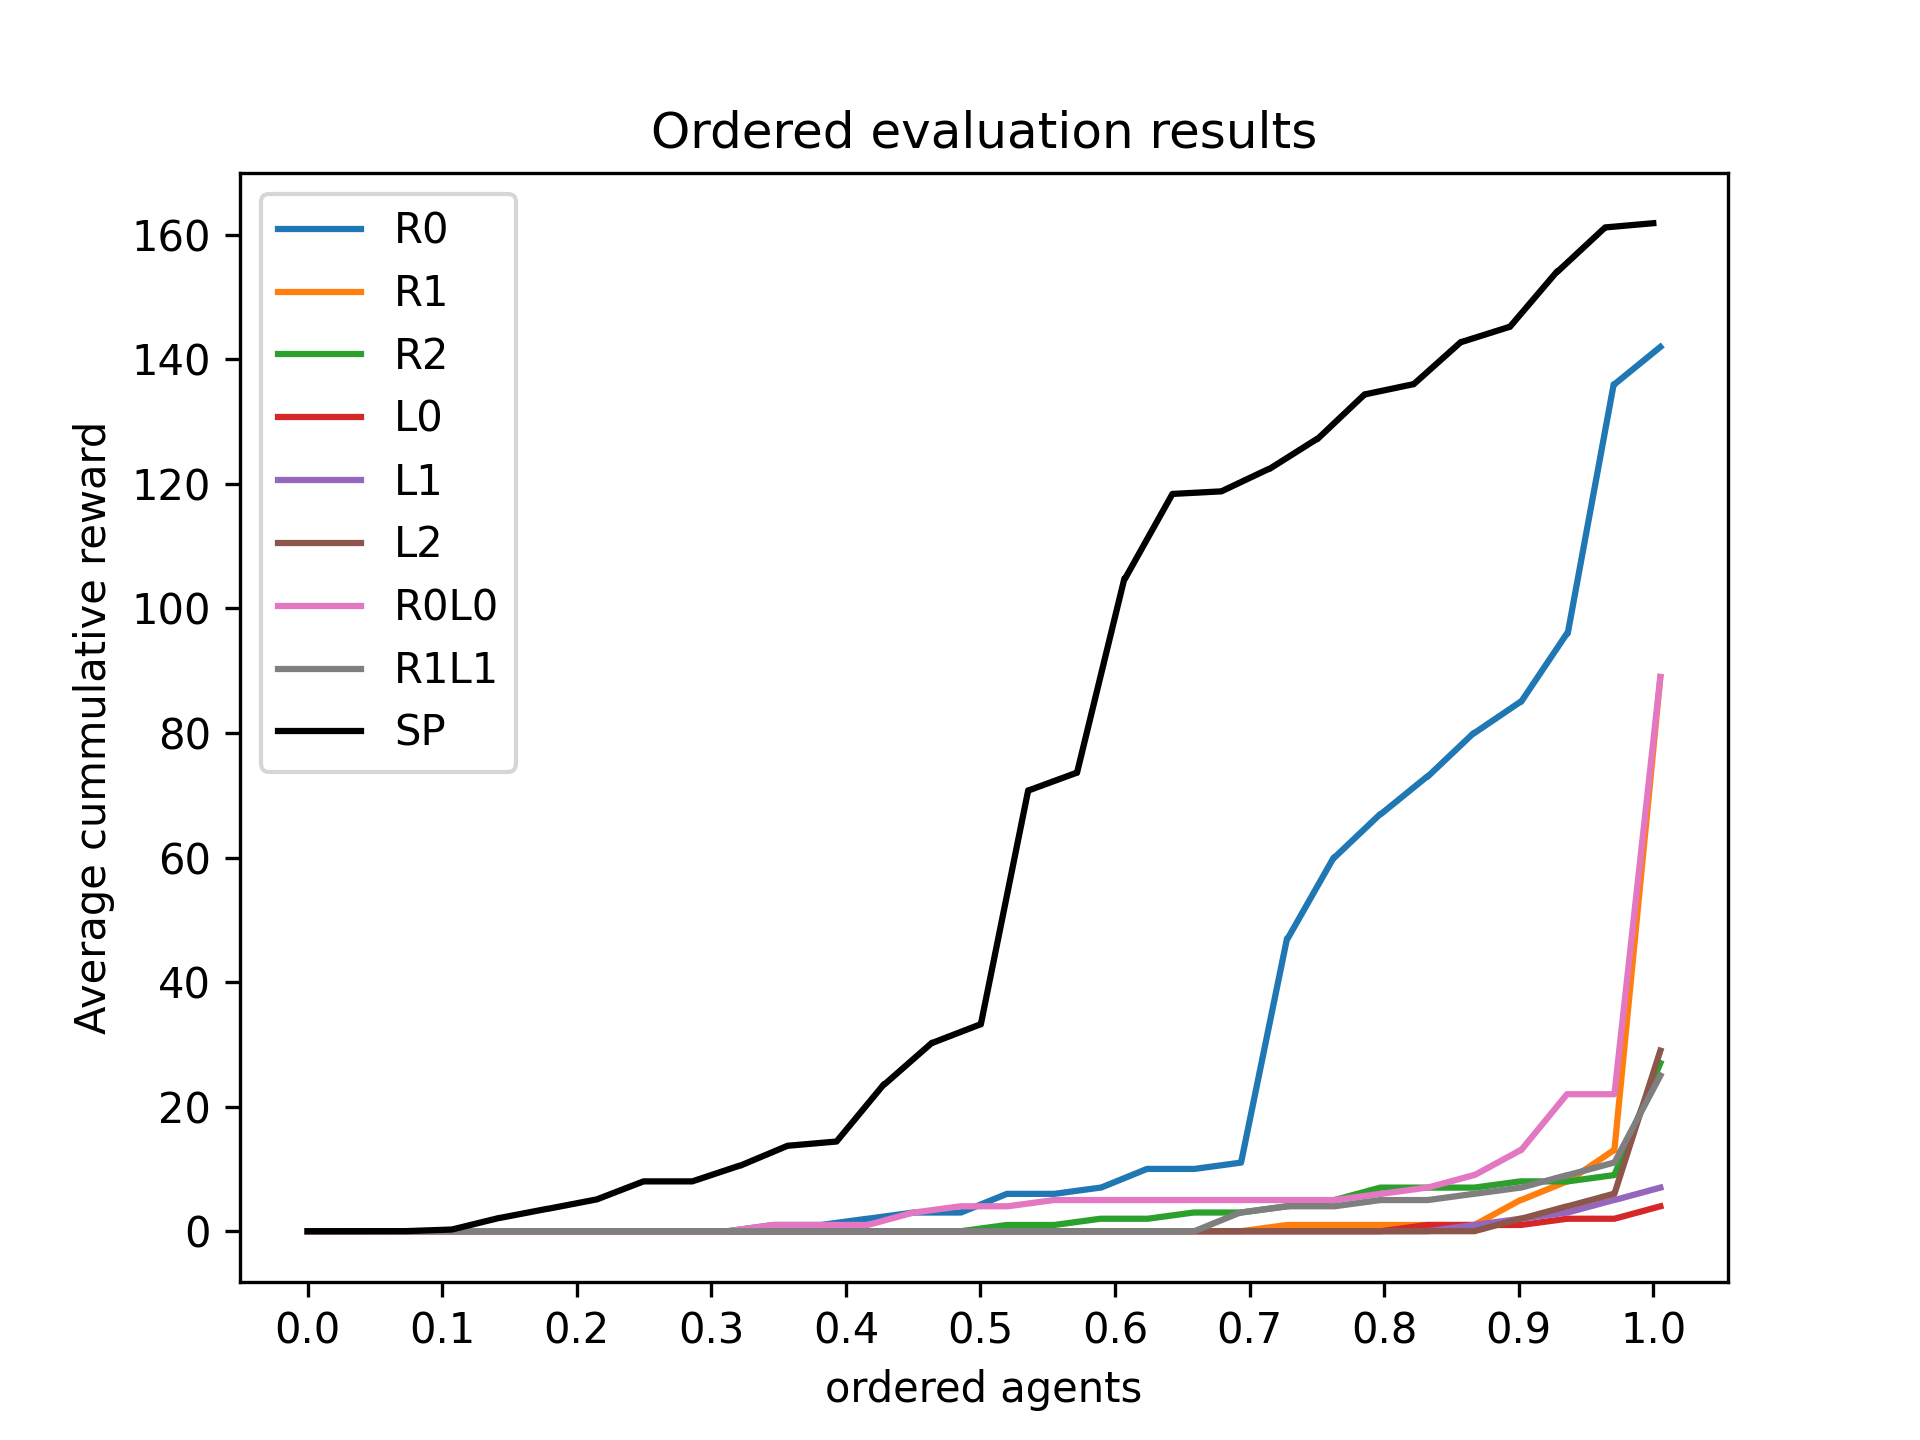 Ordered evaluation results
Average cummulative reward
160
140
120
100
80
60
40
20
0
R0
R1
R2
L0
L1
L2
R0L0
R1L1
SP
0.0 0.1 0.2 0.3 0.4 0.5 0.6 0.7 0.8 0.9 1.0
ordered agents